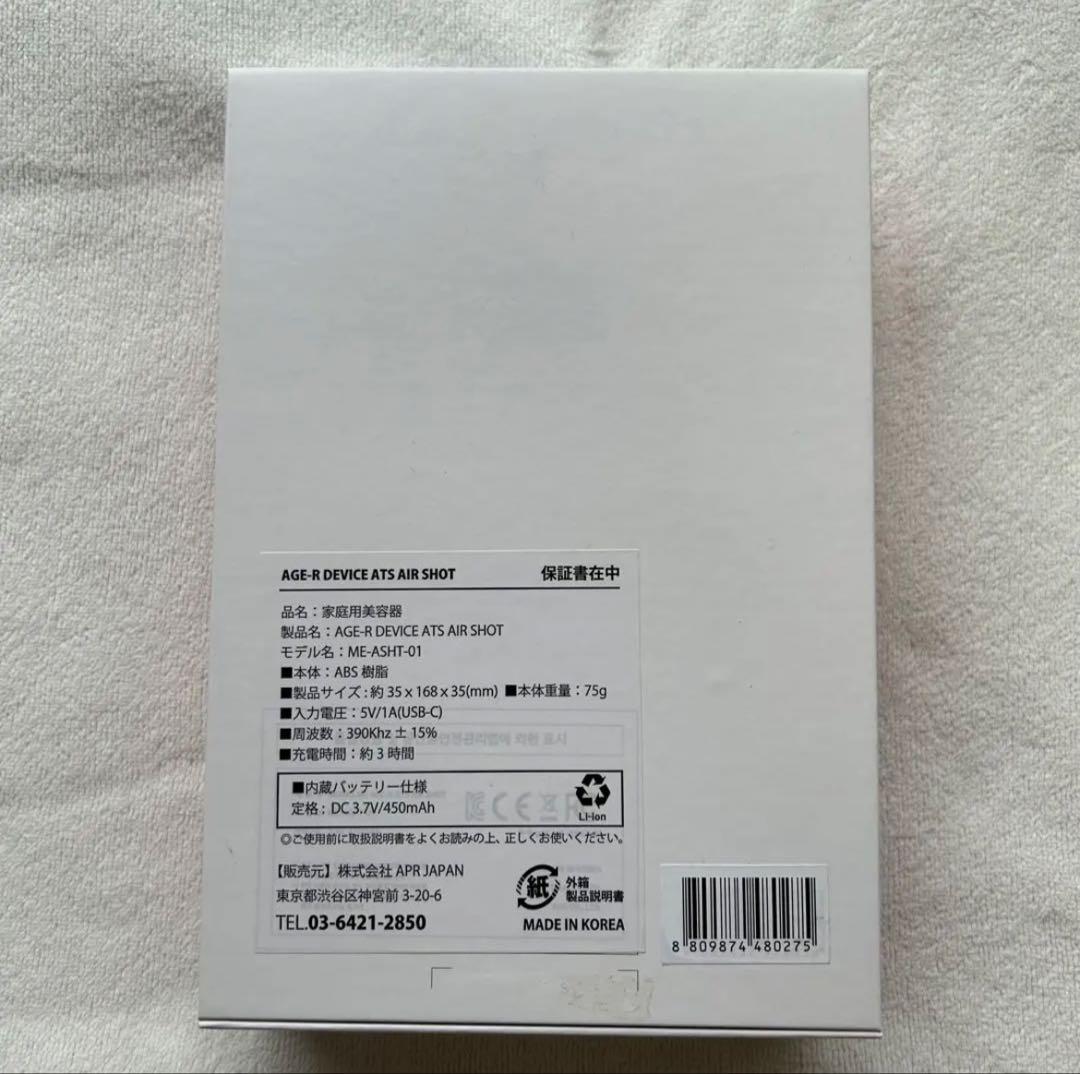 AGE-R DEVICE ATS AIR SHOT 保証書在中
品名：家庭用美容器
製品名：AGE-R DEVICE ATS AIR SHOT
モデル名：ME-ASHT-01
■本体：ABS 樹脂
■製品サイズ：約 35 x 168 x 35(mm) ■本体重量：75g
■入力電圧：5V/1A(USB-C)
■周波数：390Khz ± 15%
■充電時間：約 3 時間
■内蔵バッテリー仕様
定格：DC 3.7V/450mAh
Li-ion
◎ご使用前に取扱説明書をよくお読みの上、正しくお使いください。
【販売元】株式会社 APR JAPAN
東京都渋谷区神宮前 3-20-6
TEL.03-6421-2850
紙 外箱
製品説明書
MADE IN KOREA
8 809874 480275